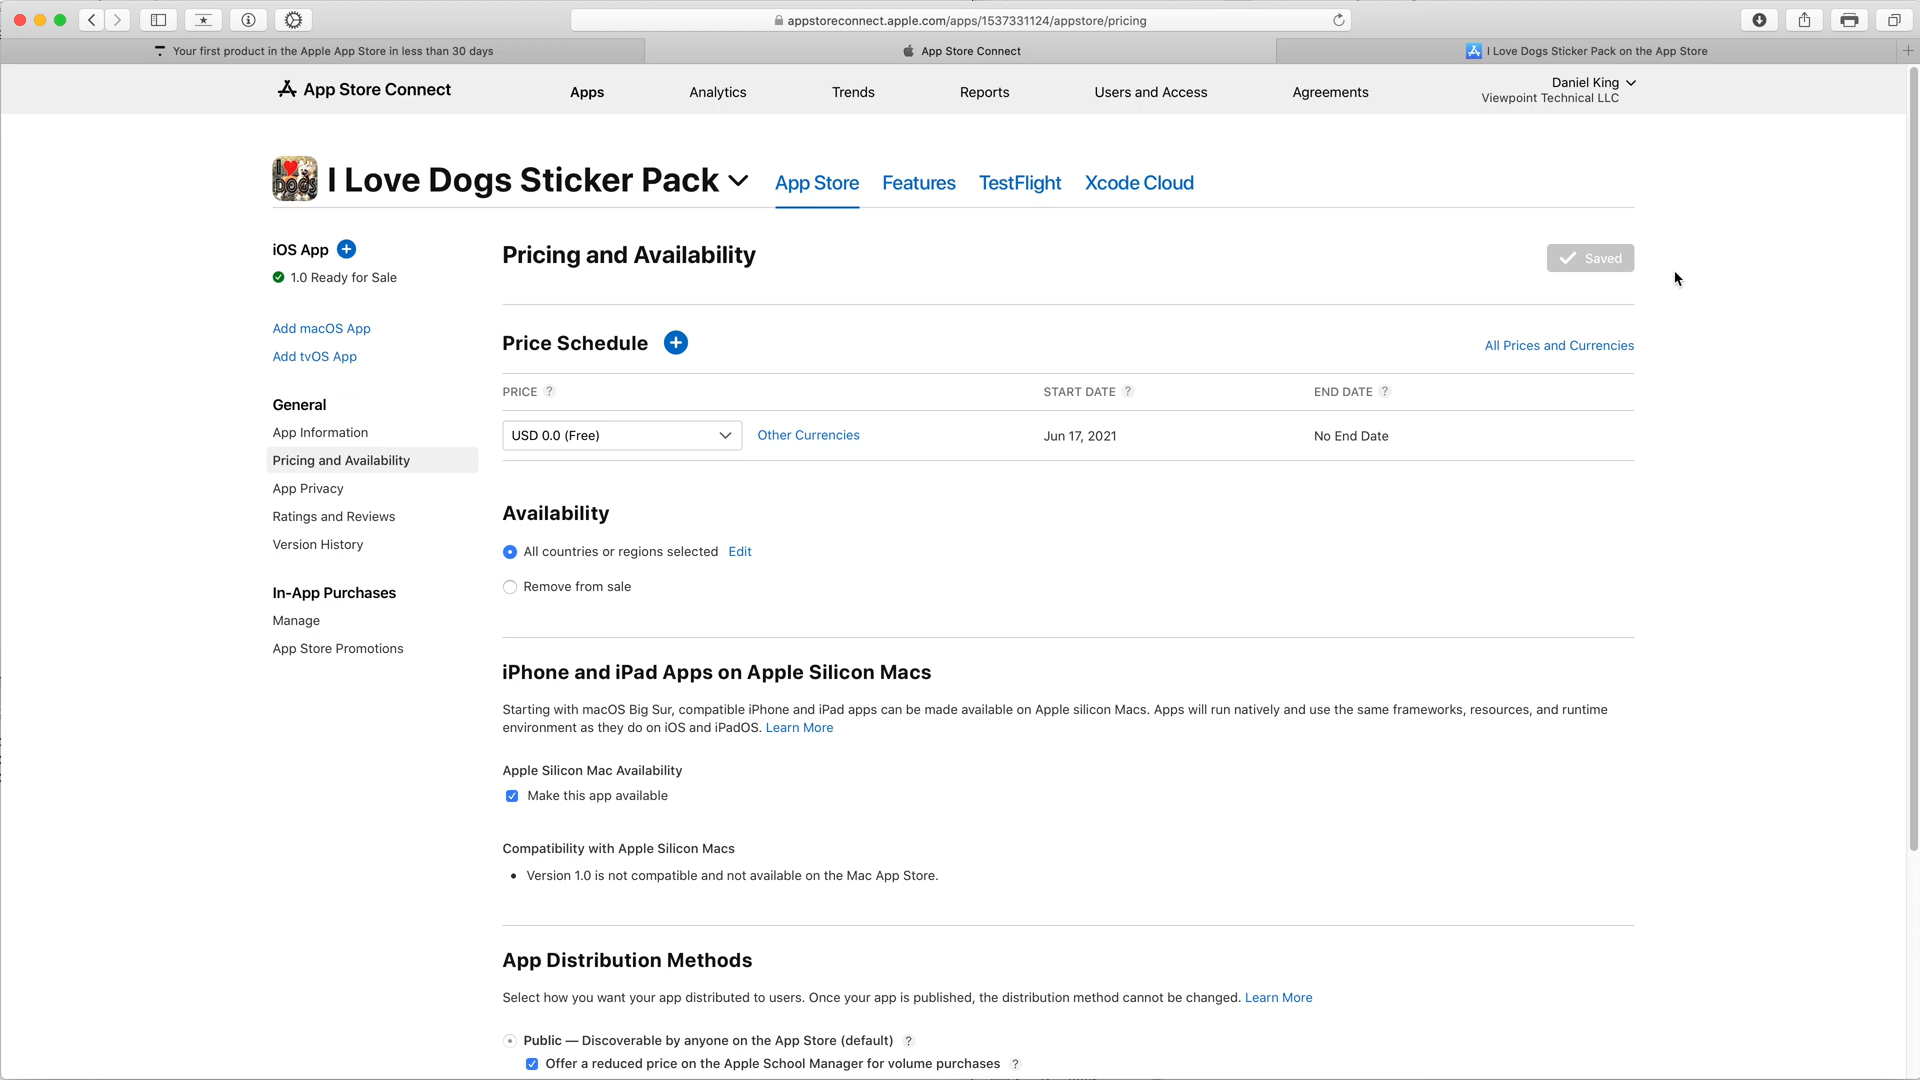 appstoreconnect.apple.com/apps/1537331124/appstore/pricing
Your first product in the Apple App Store in less than 30 days
App Store Connect
I Love Dogs Sticker Pack on the App Store
App Store Connect
Apps
Analytics
Trends
Reports
Users and Access
Agreements
Daniel King
Viewpoint Technical LLC
I Love Dogs Sticker Pack
App Store
Features
TestFlight
Xcode Cloud
iOS App
1.0 Ready for Sale
Add macOS App
Add tvOS App
General
App Information
Pricing and Availability
App Privacy
Ratings and Reviews
Version History
In-App Purchases
Manage
App Store Promotions
Pricing and Availability
Saved
Price Schedule
All Prices and Currencies
PRICE ?
START DATE ?
END DATE ?
USD 0.0 (Free)
Other Currencies
Jun 17, 2021
No End Date
Availability
All countries or regions selected Edit
Remove from sale
iPhone and iPad Apps on Apple Silicon Macs
Starting with macOS Big Sur, compatible iPhone and iPad apps can be made available on Apple silicon Macs. Apps will run natively and use the same frameworks, resources, and runtime
environment as they do on iOS and iPadOS. Learn More
Apple Silicon Mac Availability
Make this app available
Compatibility with Apple Silicon Macs
• Version 1.0 is not compatible and not available on the Mac App Store.
App Distribution Methods
Select how you want your app distributed to users. Once your app is published, the distribution method cannot be changed. Learn More
Public — Discoverable by anyone on the App Store (default) ?
Offer a reduced price on the Apple School Manager for volume purchases ?